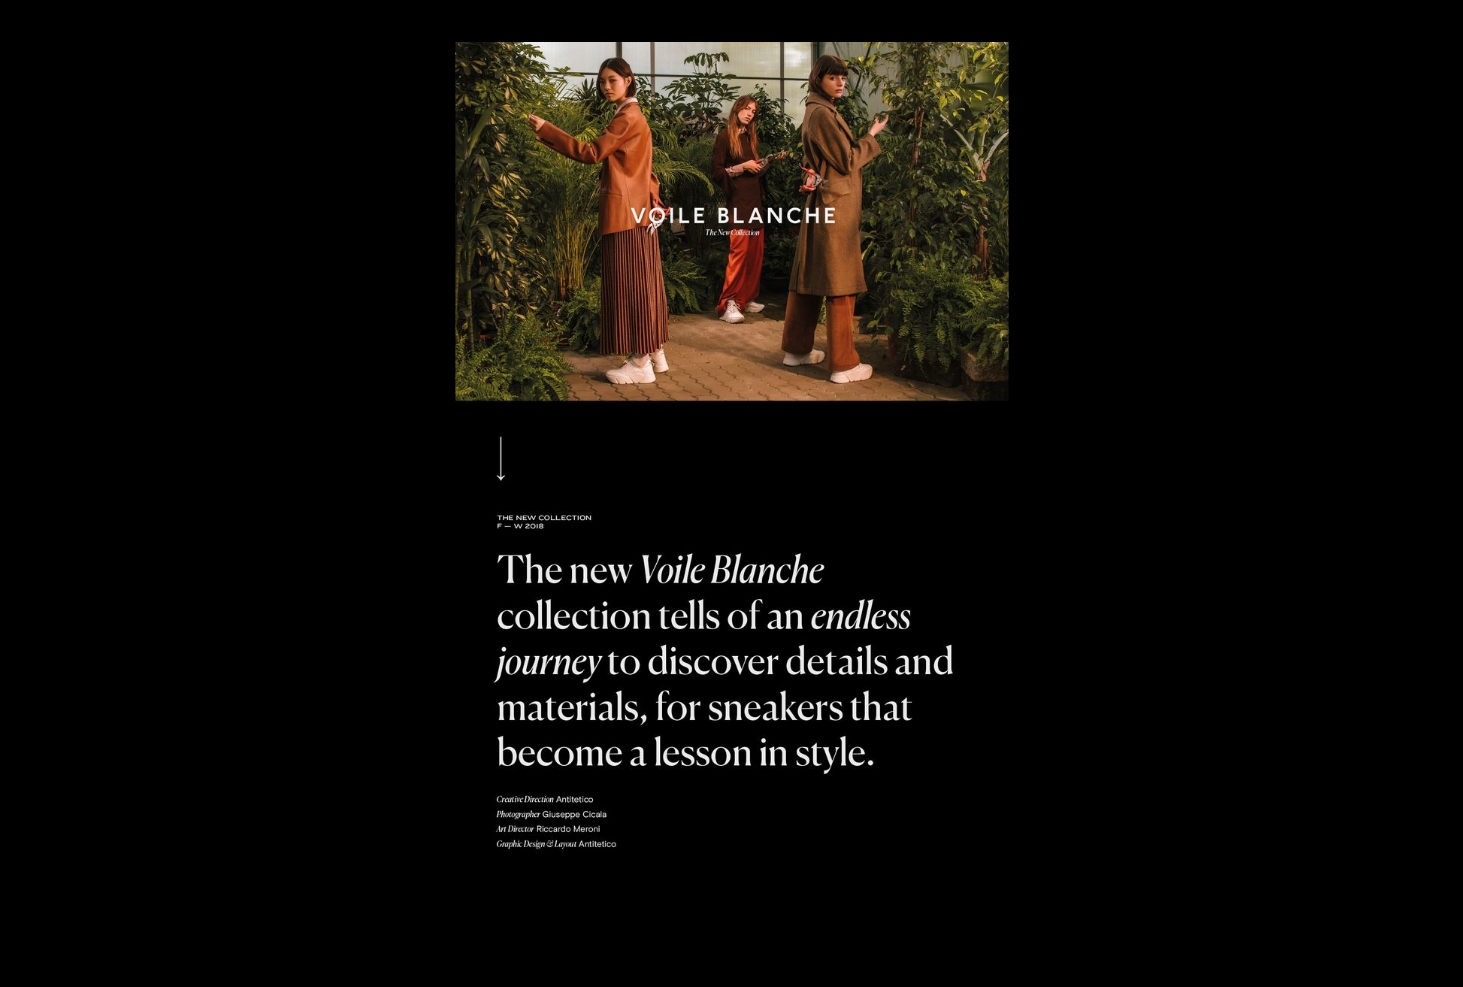 VOILE BLANCHE
The New Collection
THE NEW COLLECTION
F — W 2018
The new Voile Blanche
collection tells of an endless
journey to discover details and
materials, for sneakers that
become a lesson in style.
Creative Direction Antitetico
Photographer Giuseppe Cicala
Art Director Riccardo Meroni
Graphic Design & Layout Antitetico